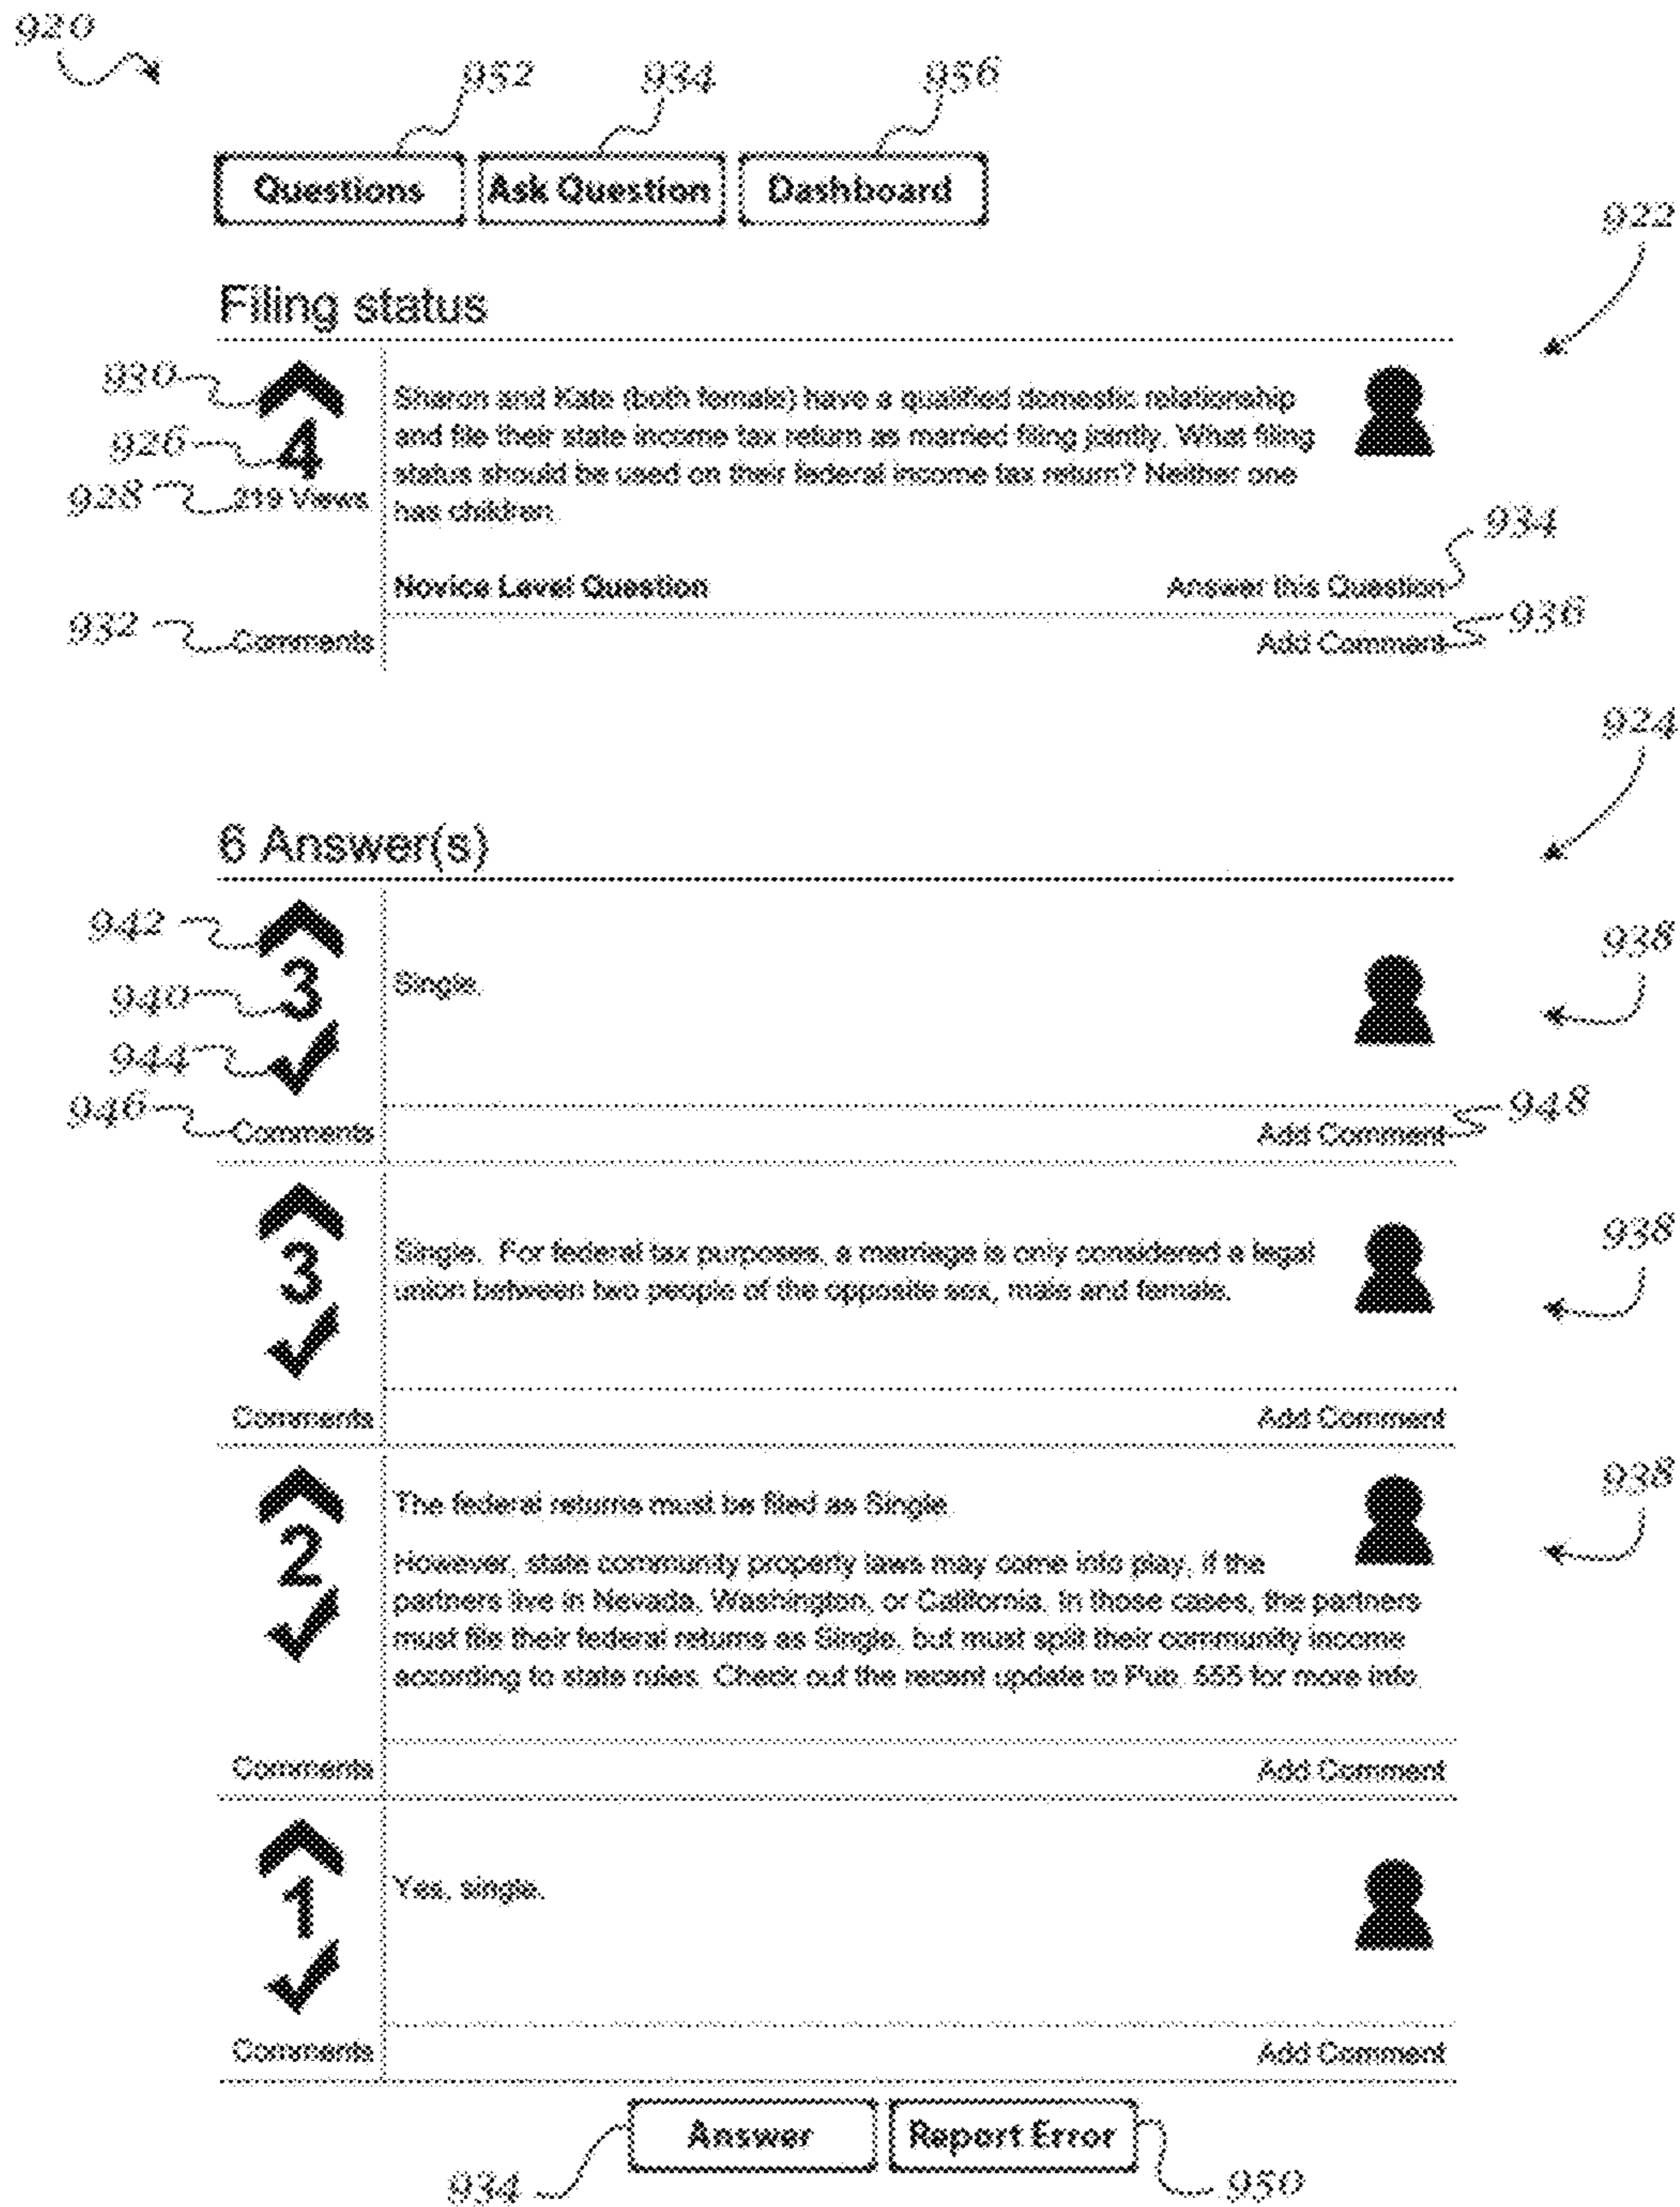 920
952 934 956
Questions Ask Question Dashboard
922
Filing status
930
926 4
928 219 Views
Sharon and Kate (both female) have a qualified domestic relationship
and file their state income tax return as married filing jointly. What filing
status should be used on their federal income tax return? Neither one
has children.
934
Novice Level Question Answer this Question
936
932 Comments Add Comment
924
6 Answer(s)
942
938
940 3 Single.
944
946 948
Comments Add Comment
938
3 Single. For federal tax purposes, a marriage is only considered a legal
union between two people of the opposite sex, male and female.
Comments Add Comment
938
2 The federal returns must be filed as Single.
However, state community property laws may come into play, if the
partners live in Nevada, Washington, or California. In those cases, the partners
must file their federal returns as Single, but must split their community income
according to state rules. Check out the recent update to Pub. 555 for more info.
Comments Add Comment
1 Yes, single.
Comments Add Comment
Answer Report Error
934 950